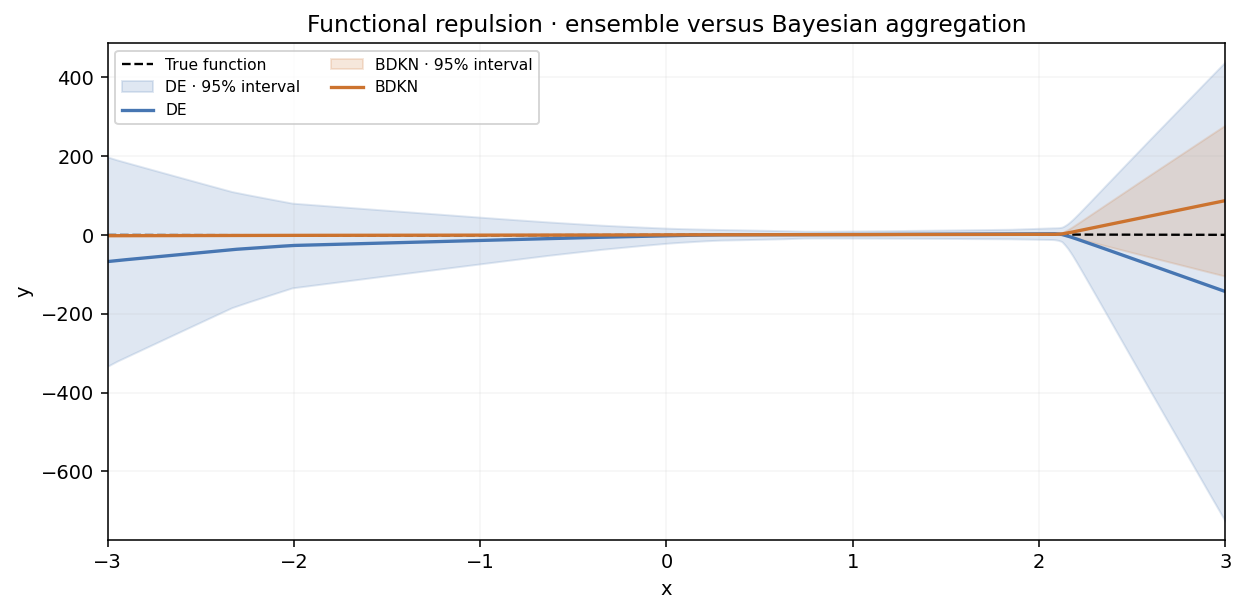 Functional repulsion · ensemble versus Bayesian aggregation
True function
DE · 95% interval
DE
BDKN · 95% interval
BDKN
y
400
200
0
−200
−400
−600
−3
−2
−1
0
1
2
3
x